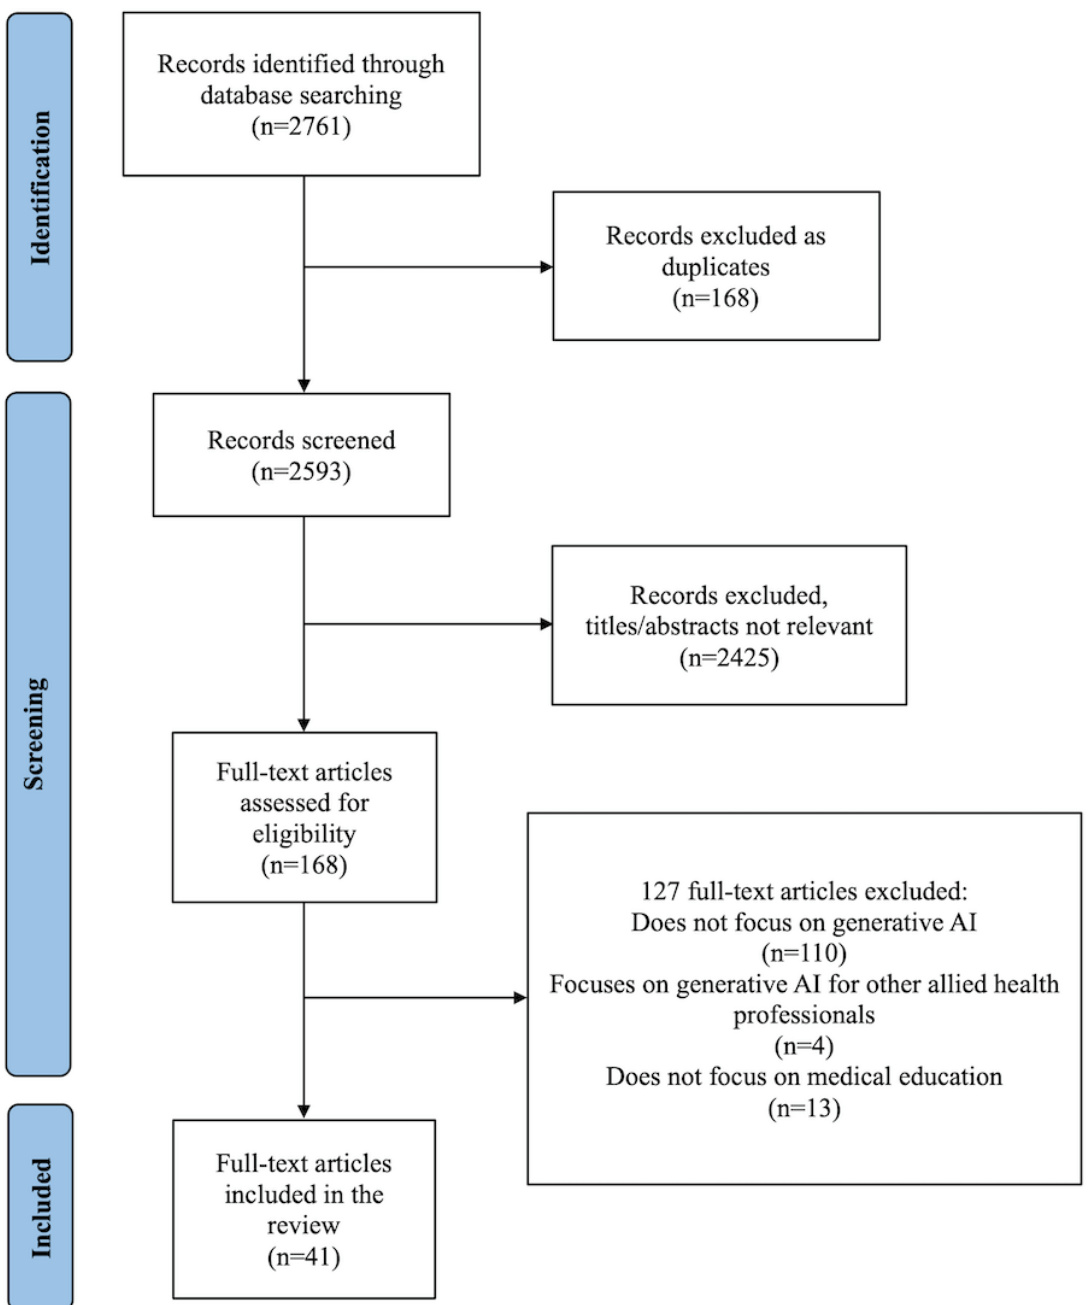 Identification
Records identified through
database searching
(n=2761)
Records excluded as
duplicates
(n=168)
Screening
Records screened
(n=2593)
Records excluded,
titles/abstracts not relevant
(n=2425)
Full-text articles
assessed for
eligibility
(n=168)
127 full-text articles excluded:
Does not focus on generative AI
(n=110)
Focuses on generative AI for other allied health
professionals
(n=4)
Does not focus on medical education
(n=13)
Included
Full-text articles
included in the
review
(n=41)